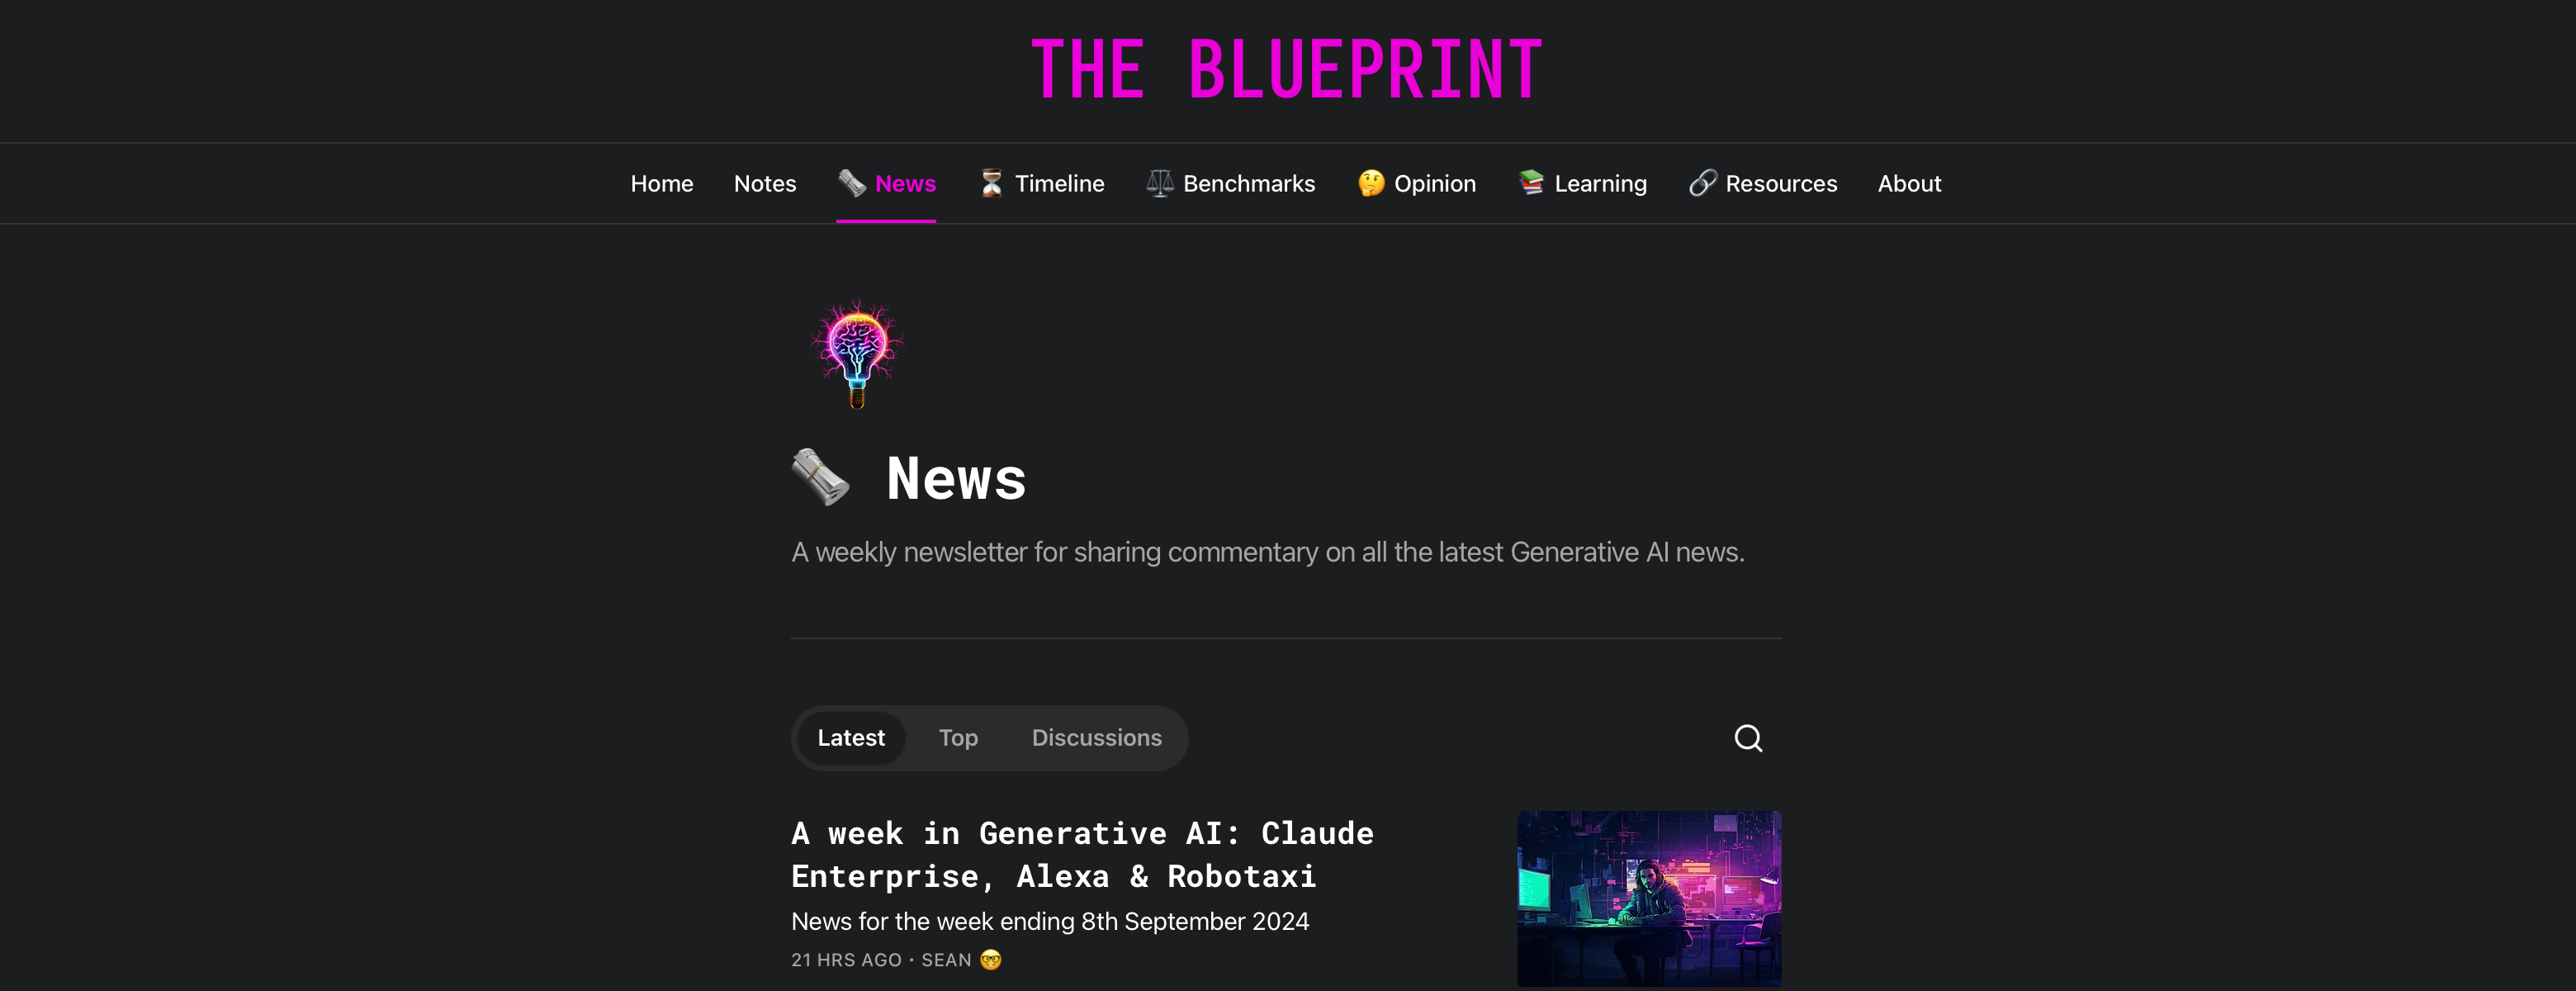 THE BLUEPRINT
Home Notes 🗞️ News ⏳ Timeline ⚖️ Benchmarks 🤔 Opinion 📚 Learning 🔗 Resources About
🗞️ News
A weekly newsletter for sharing commentary on all the latest Generative AI news.
Latest Top Discussions
A week in Generative AI: Claude
Enterprise, Alexa & Robotaxi
News for the week ending 8th September 2024
21 HRS AGO • SEAN 🤓